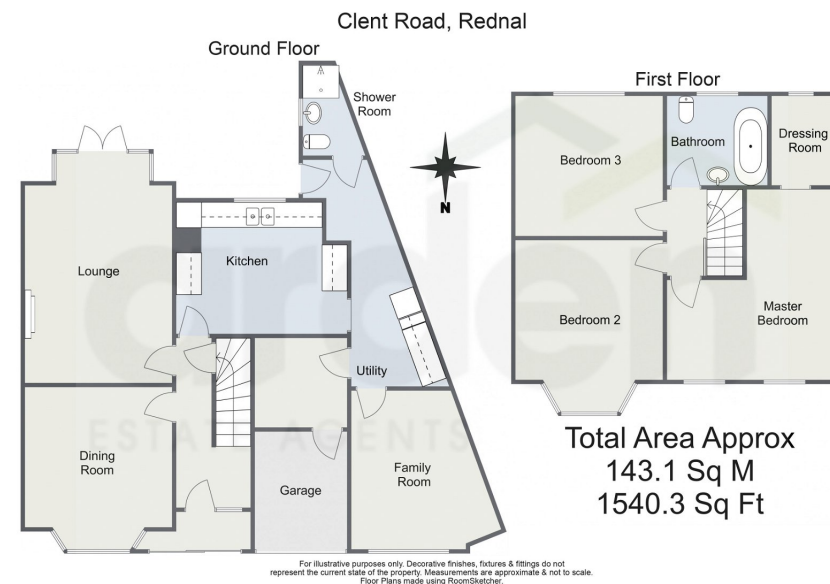 Clent Road, Rednal
Ground Floor
First Floor
Shower
Room
Bathroom
Dressing
Room
Bedroom 3
N
Lounge
Kitchen
Bedroom 2
Master
Bedroom
Utility
Dining
Room
Garage
Family
Room
arden
ESTATE AGENTS
Total Area Approx
143.1 Sq M
1540.3 Sq Ft
For illustrative purposes only. Decorative finishes, fixtures & fittings do not
represent the current state of the property. Measurements are approximate & not to scale.
Floor Plans made using RoomSketcher.